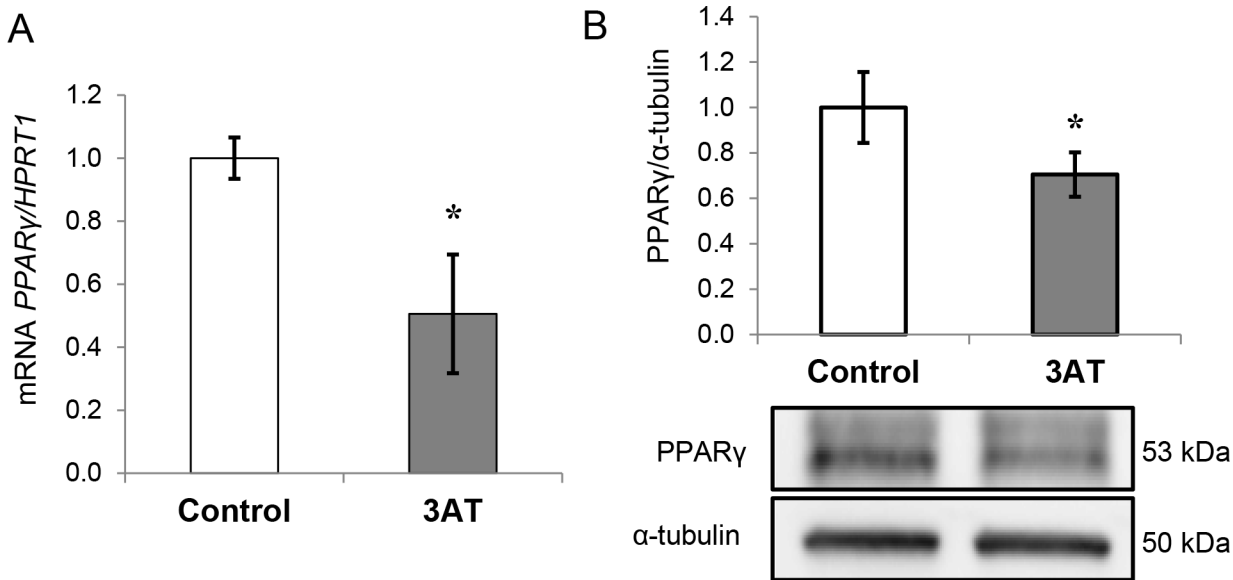 A
mRNA PPARγ/HPRT1
1.2
1.0
0.8
0.6
0.4
0.2
0.0
*
Control 3AT
B
PPARγ/α-tubulin
1.4
1.2
1.0
0.8
0.6
0.4
0.2
0.0
*
Control 3AT
PPARγ 53 kDa
α-tubulin 50 kDa